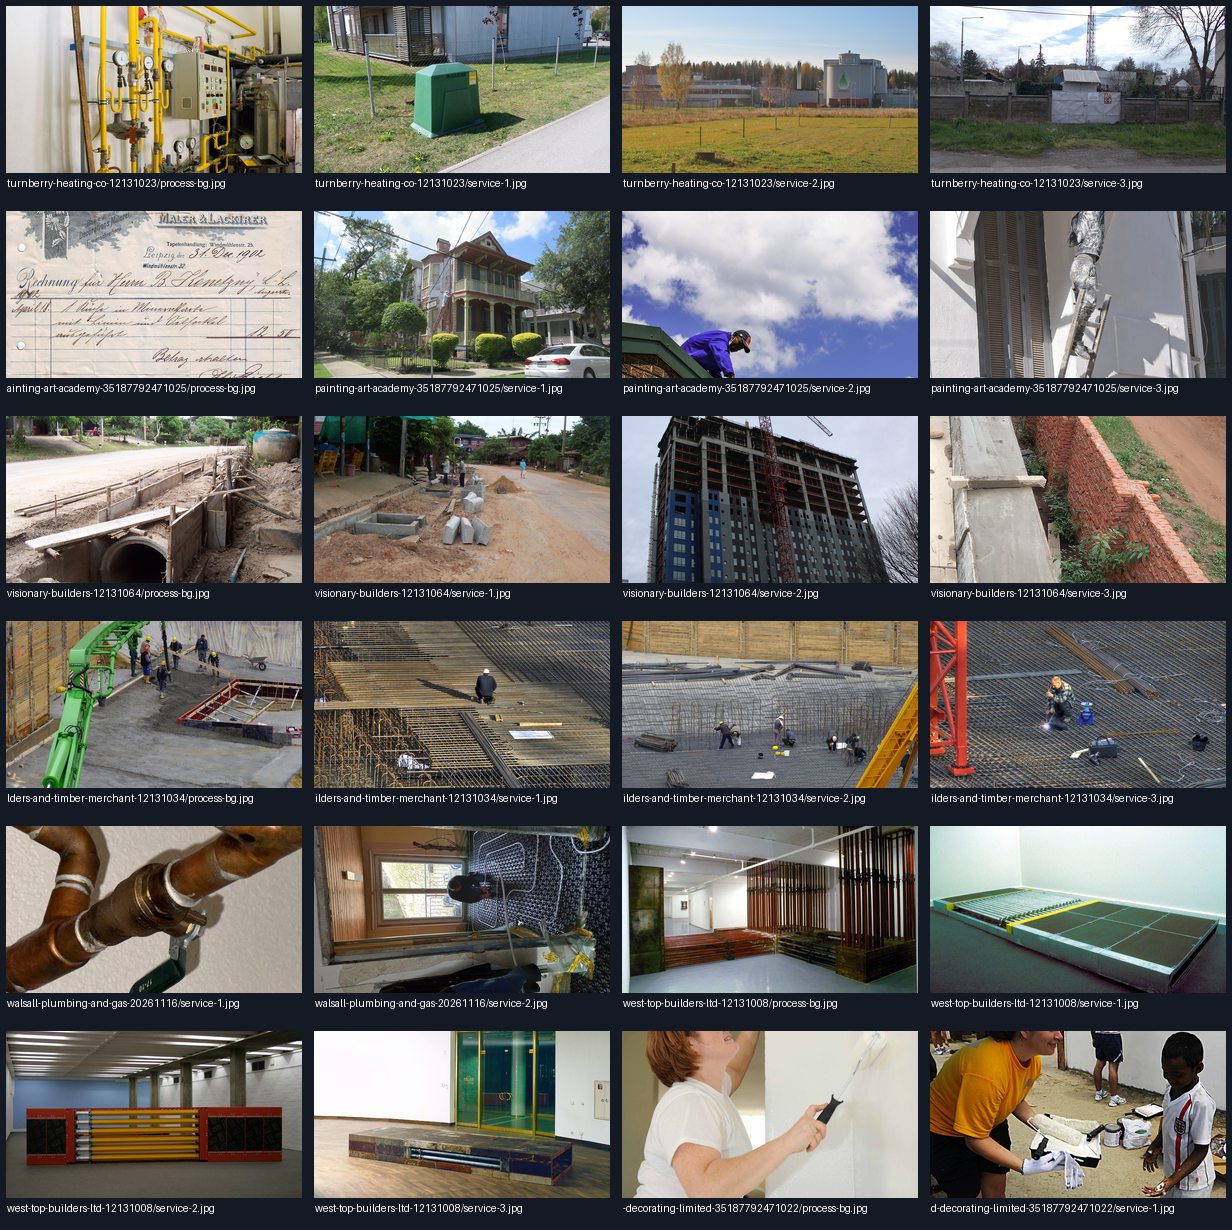 turnberry-heating-co-12131023/process-bg.jpg
turnberry-heating-co-12131023/service-1.jpg
turnberry-heating-co-12131023/service-2.jpg
turnberry-heating-co-12131023/service-3.jpg
MALER & LACKIRER
Tapetenhandlung: Windmühlenstr. 25.
Leipzig den 31. Dec. 1902
Windmühlenstr. 32.
Rechnung für Herrn B.
ainting-art-academy-35187792471025/process-bg.jpg
painting-art-academy-35187792471025/service-1.jpg
painting-art-academy-35187792471025/service-2.jpg
painting-art-academy-35187792471025/service-3.jpg
visionary-builders-12131064/process-bg.jpg
visionary-builders-12131064/service-1.jpg
visionary-builders-12131064/service-2.jpg
visionary-builders-12131064/service-3.jpg
lders-and-timber-merchant-12131034/process-bg.jpg
ilders-and-timber-merchant-12131034/service-1.jpg
ilders-and-timber-merchant-12131034/service-2.jpg
ilders-and-timber-merchant-12131034/service-3.jpg
walsall-plumbing-and-gas-20261116/service-1.jpg
walsall-plumbing-and-gas-20261116/service-2.jpg
west-top-builders-ltd-12131008/process-bg.jpg
west-top-builders-ltd-12131008/service-1.jpg
west-top-builders-ltd-12131008/service-2.jpg
west-top-builders-ltd-12131008/service-3.jpg
-decorating-limited-35187792471022/process-bg.jpg
d-decorating-limited-35187792471022/service-1.jpg